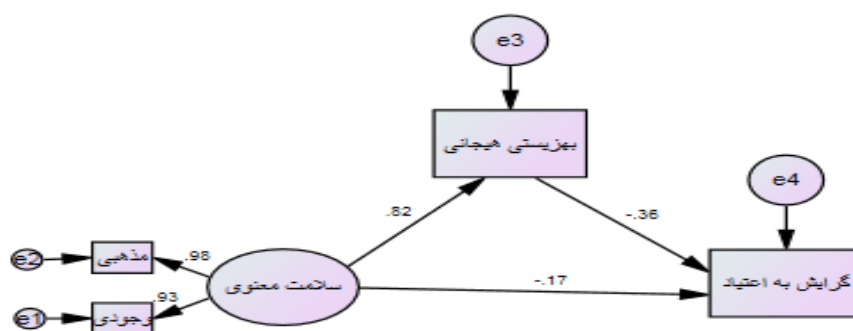 e3
بهزیستی هیجانی
e4
.82
-.36
e2
مذهبی
.98
سلامت معنوی
-.17
گرایش به اعتیاد
e1
وجودی
.93